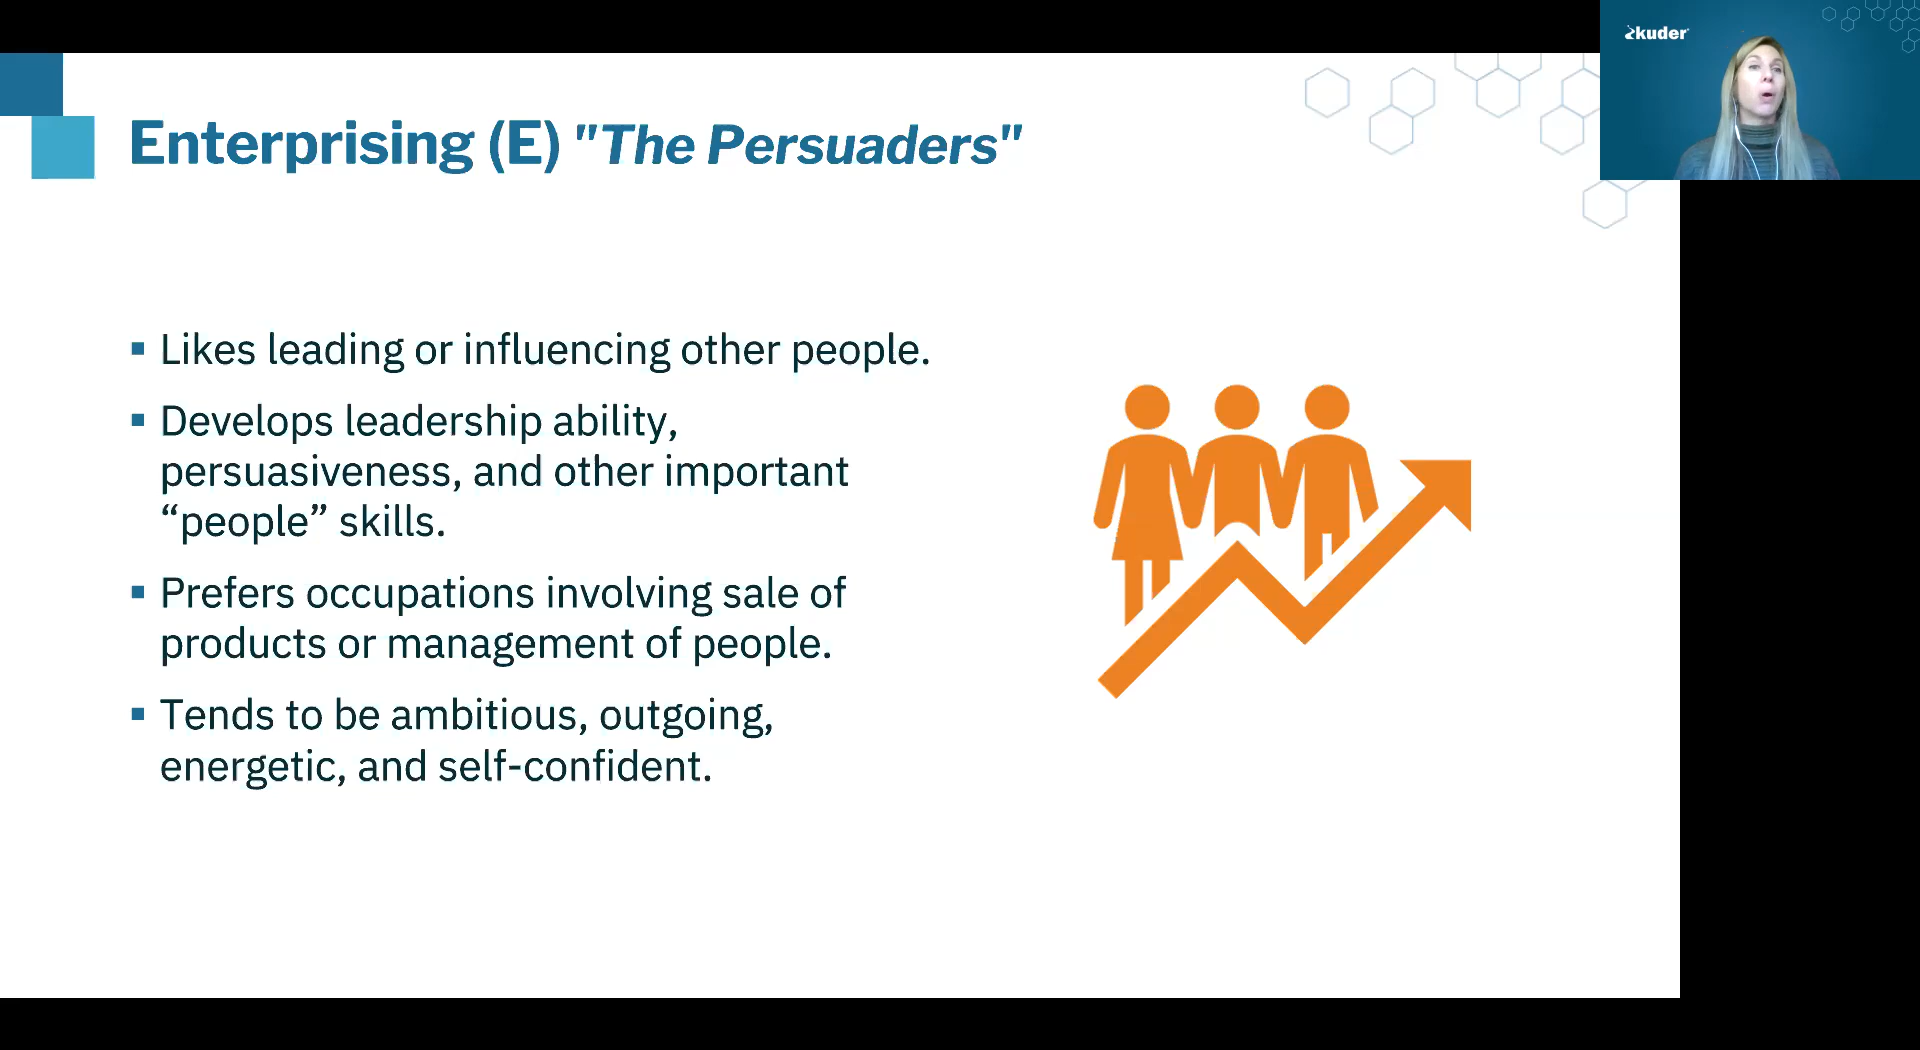 kuder
Enterprising (E) "The Persuaders"
▪ Likes leading or influencing other people.
▪ Develops leadership ability,
persuasiveness, and other important
“people” skills.
▪ Prefers occupations involving sale of
products or management of people.
▪ Tends to be ambitious, outgoing,
energetic, and self-confident.